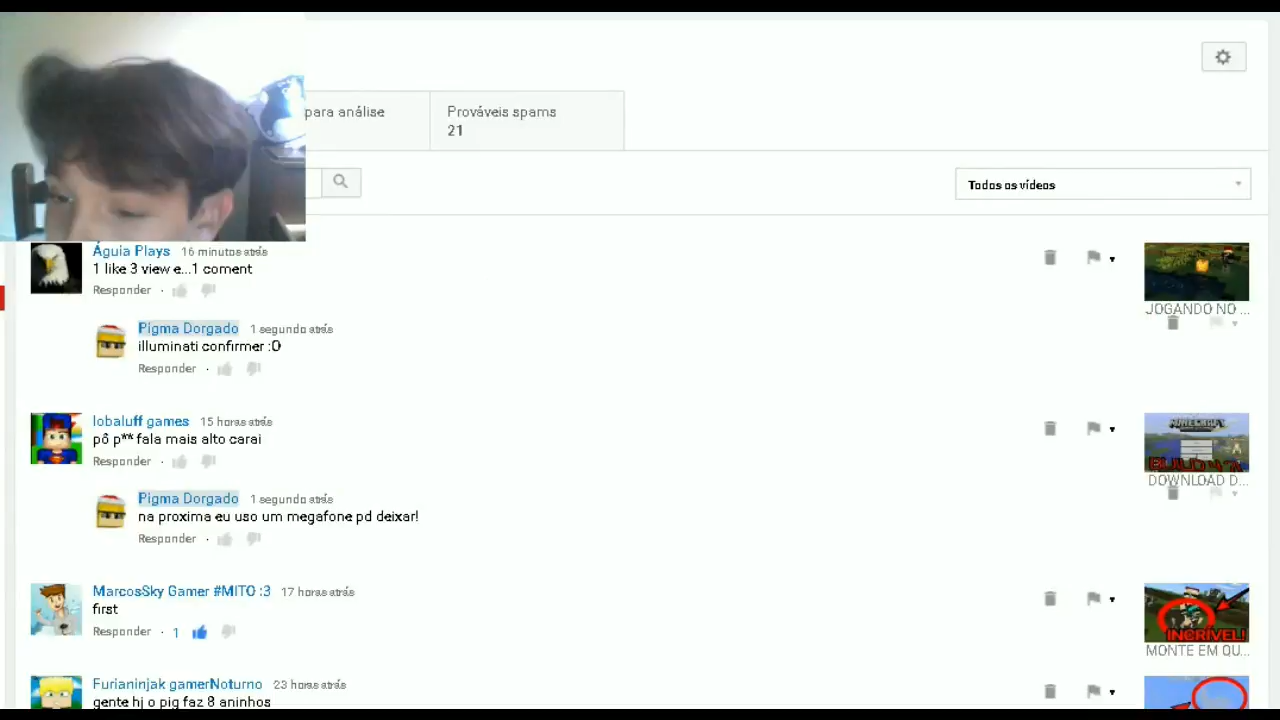 para análise
Prováveis spams
21
Todos os vídeos
Águia Plays 16 minutos atrás
1 like 3 view e...1 coment
Responder
JOGANDO NO ...
Pigma Dorgado 1 segundo atrás
illuminati confirmer :O
Responder
lobaluff games 15 horas atrás
pô p** fala mais alto carai
Responder
MINECRAFT
DOWNLOAD D...
Pigma Dorgado 1 segundo atrás
na proxima eu uso um megafone pd deixar!
Responder
MarcosSky Gamer #MITO :3 17 horas atrás
first
Responder · 1
INCRÍVEL!
MONTE EM QU...
Furianinjak gamerNoturno 23 horas atrás
gente hj o pig faz 8 aninhos